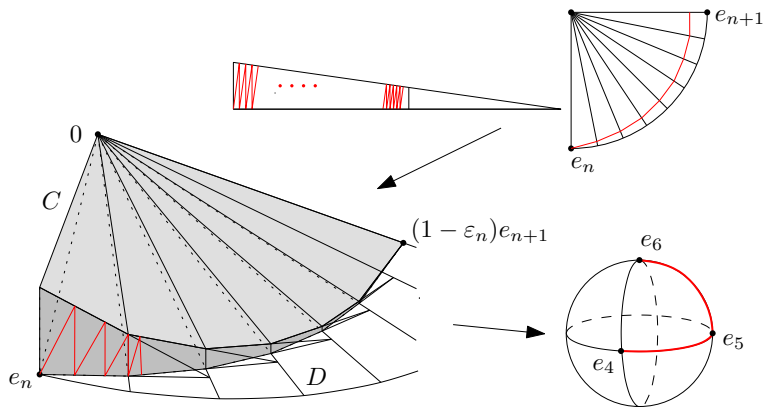 e_{n+1}
e_n
0
C
(1 − ε_n)e_{n+1}
e_6
e_5
e_4
e_n
D